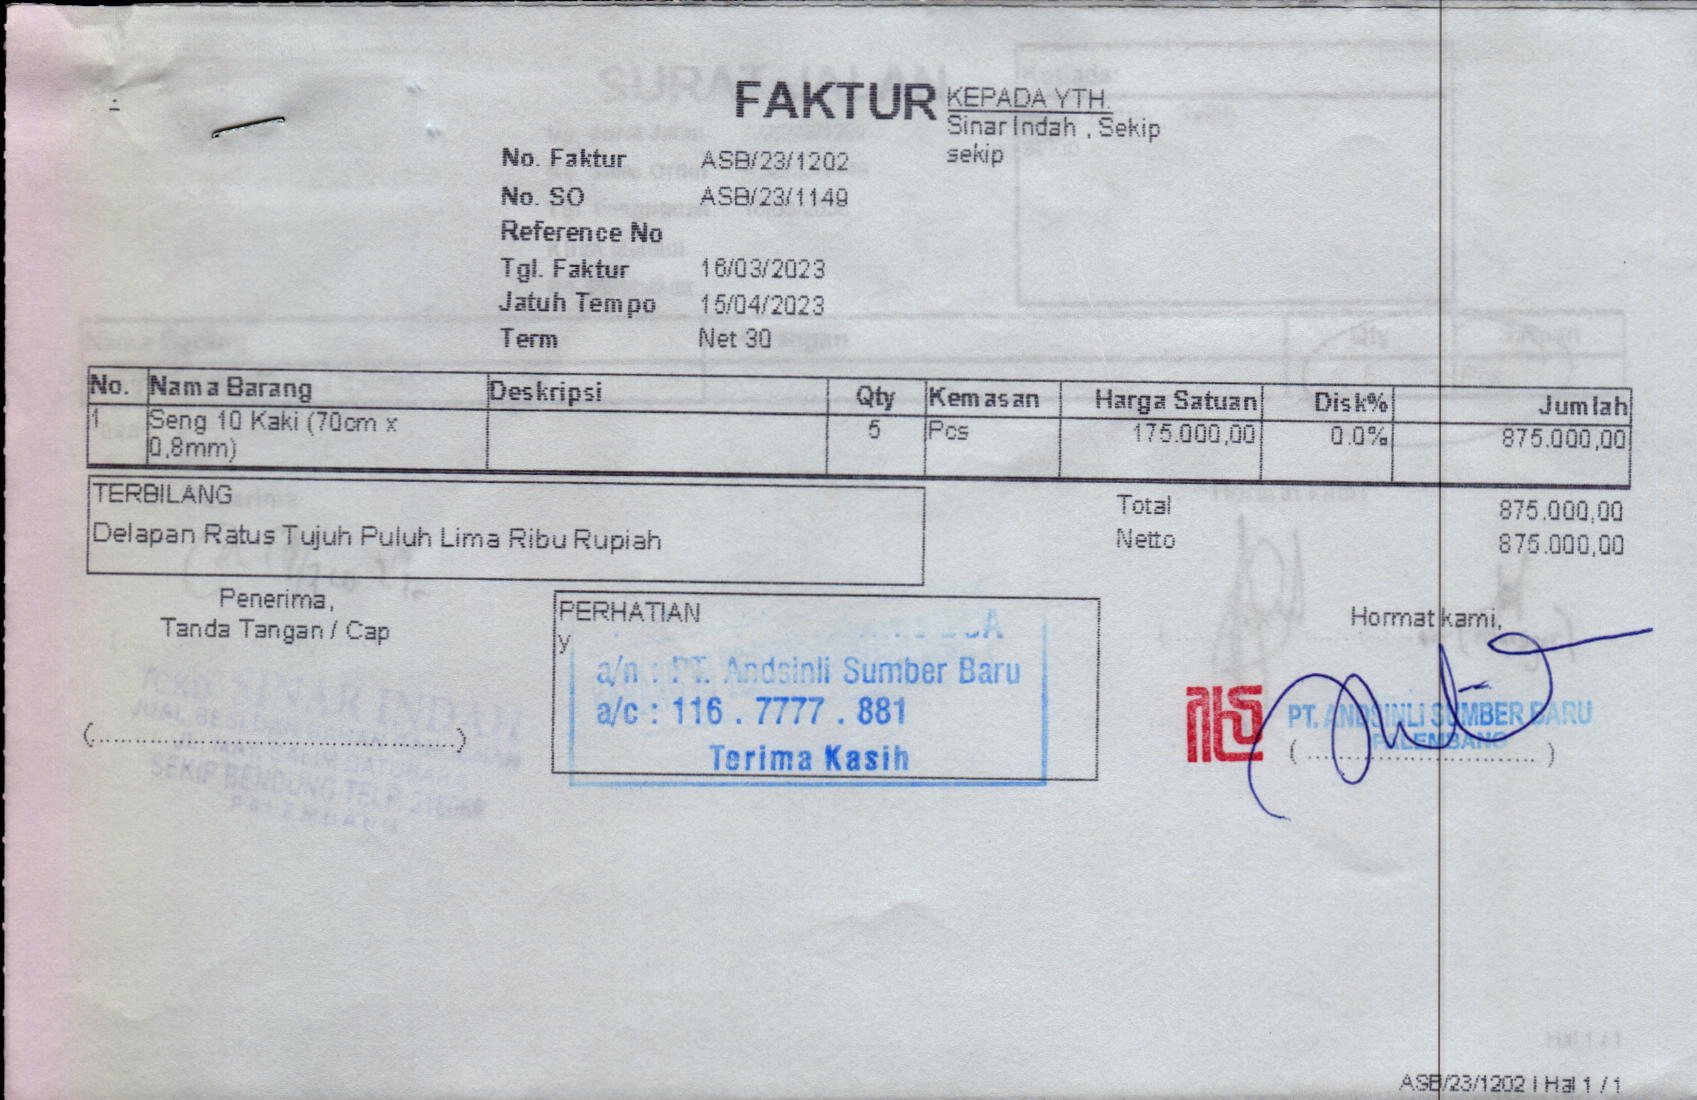 FAKTUR
KEPADA YTH.
Sinar Indah , Sekip
sekip
No. Faktur ASB/23/1202
No. SO ASB/23/1149
Reference No
Tgl. Faktur 16/03/2023
Jatuh Tempo 15/04/2023
Term Net 30
No. Nama Barang Deskripsi Qty Kemasan Harga Satuan Disk% Jumlah
1 Seng 10 Kaki (70cm x 5 Pcs 175.000,00 0.0% 875.000,00
0,8mm)
TERBILANG
Delapan Ratus Tujuh Puluh Lima Ribu Rupiah
Total 875.000,00
Netto 875.000,00
Penerima,
Tanda Tangan / Cap
(..........................................................)
PERHATIAN
y
a/n : PT. Andsinli Sumber Baru
a/c : 116 . 7777 . 881
Terima Kasih
Hormat kami,
PT. ANDSINLI SUMBER BARU
PALEMBANG
(....................................)
SINAR INDAH
SEKIP BENDUNG TELP.
PALEMBANG
ASB/23/1202 | Hal 1 / 1